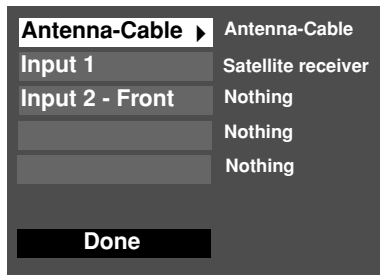 Antenna-Cable Antenna-Cable
Input 1 Satellite receiver
Input 2 - Front Nothing
Nothing
Nothing
Done